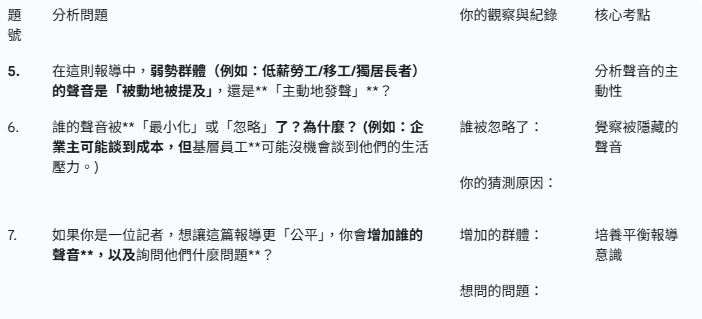 題號 分析問題 你的觀察與紀錄 核心考點
5. 在這則報導中，弱勢群體（例如：低薪勞工/移工/獨居長者）
的聲音是「被動地被提及」，還是**「主動地發聲」**？
分析聲音的主
動性
6. 誰的聲音被**「最小化」或「忽略」了？為什麼？ (例如：企
業主可能談到成本，但基層員工**可能沒機會談到他們的生活
壓力。)
誰被忽略了：
你的猜測原因：
覺察被隱藏的
聲音
7. 如果你是一位記者，想讓這篇報導更「公平」，你會增加誰的
聲音**，以及詢問他們什麼問題**？
增加的群體：
想問的問題：
培養平衡報導
意識